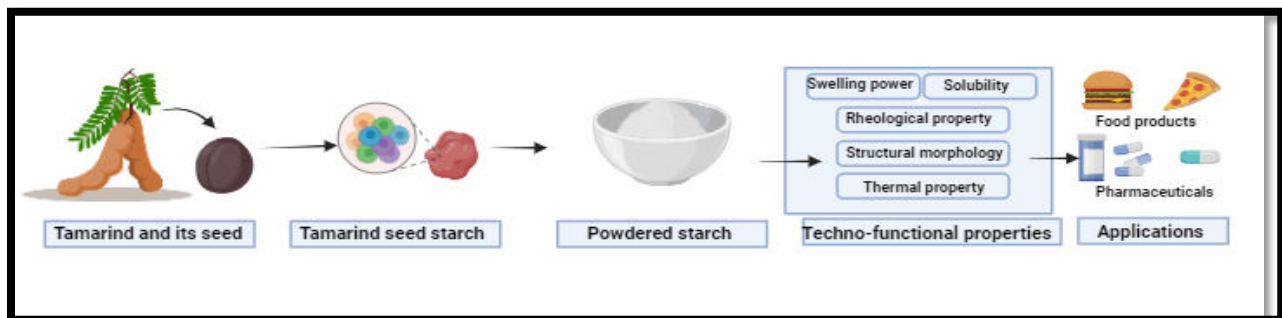 Swelling power
Solubility
Rheological property
Structural morphology
Thermal property
Food products
Pharmaceuticals
Tamarind and its seed
Tamarind seed starch
Powdered starch
Techno-functional properties
Applications